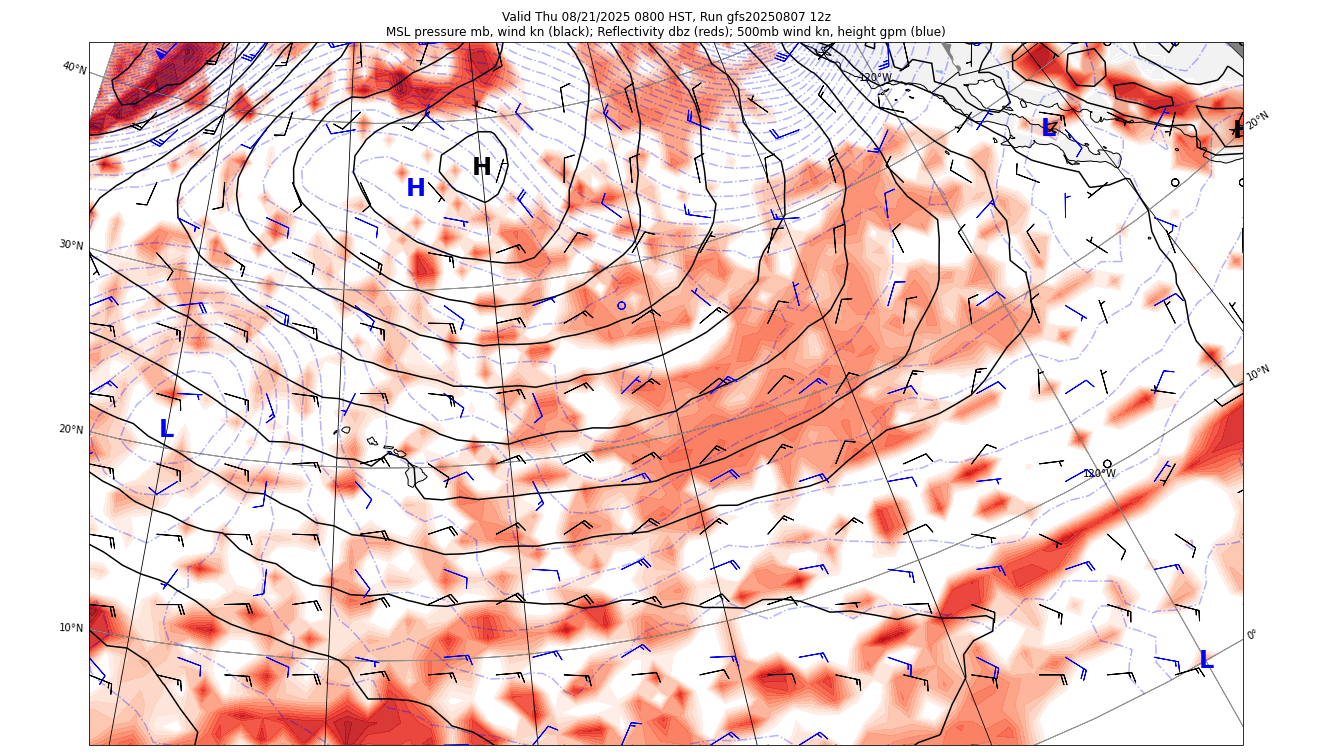 Valid Thu 08/21/2025 0800 HST, Run gfs20250807 12z
MSL pressure mb, wind kn (black); Reflectivity dbz (reds); 500mb wind kn, height gpm (blue)
40°N
120°W
L
H
20°N
H
H
30°N
10°N
20°N
L
120°W
10°N
0°
L